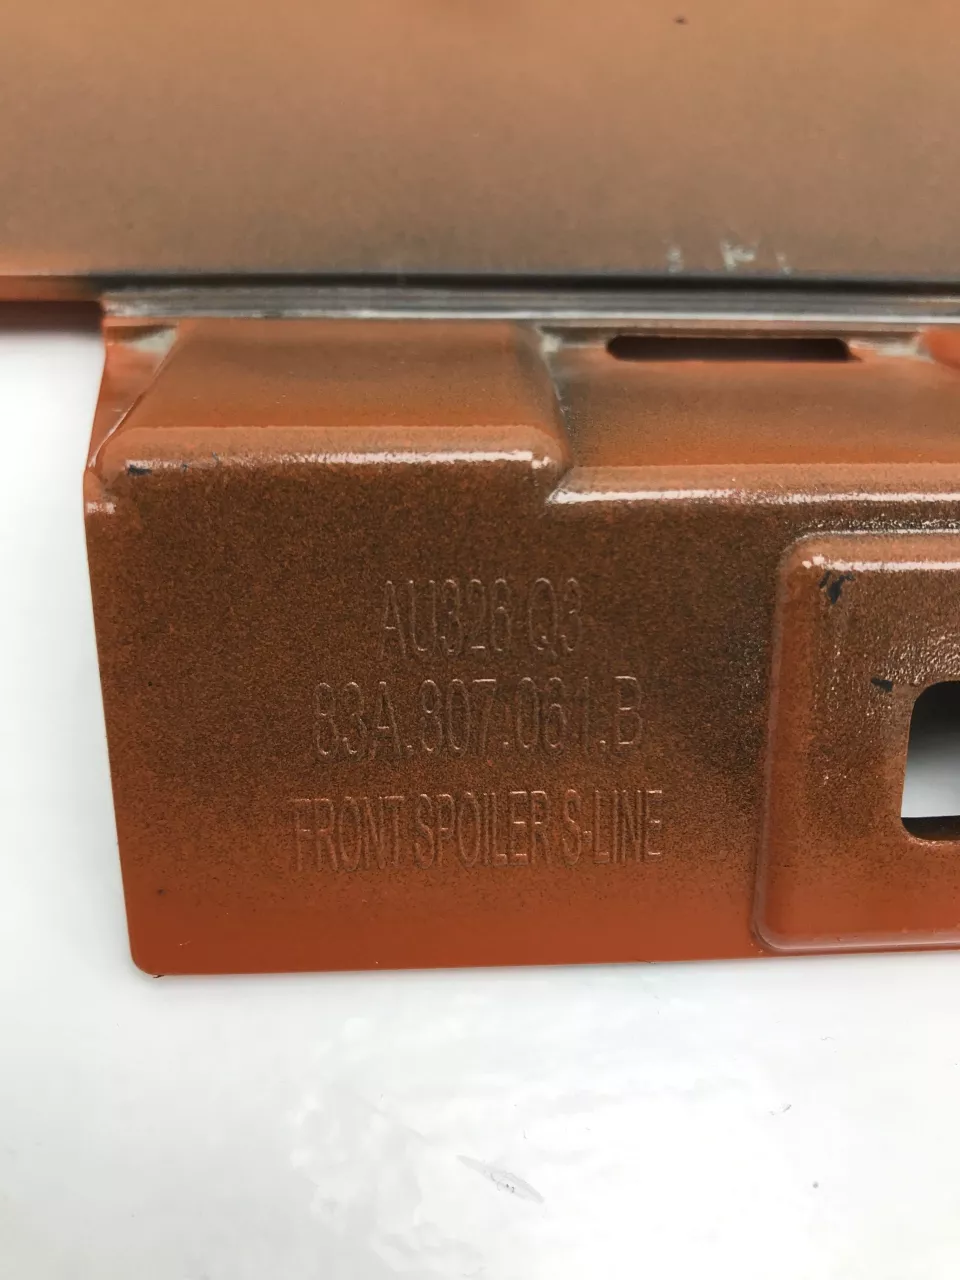 AU326 Q3
83A.807.061.B
FRONT SPOILER S-LINE